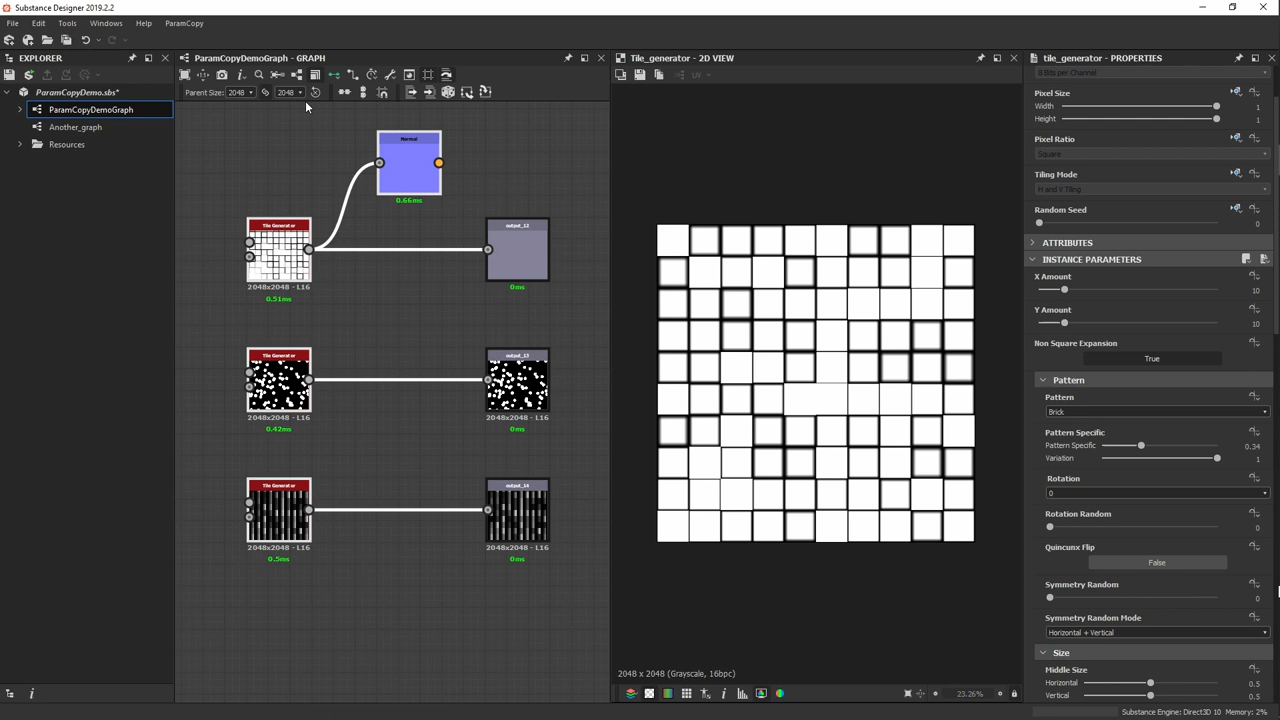 Substance Designer 2019.2.2
File Edit Tools Windows Help ParamCopy
EXPLORER
ParamCopyDemo.sbs*
ParamCopyDemoGraph
Another_graph
Resources
ParamCopyDemoGraph - GRAPH
Parent Size: 2048 2048
Normal
0.66ms
Tile Generator
2048x2048 - L16
0.51ms
output_12
0ms
Tile Generator
2048x2048 - L16
0.42ms
output_13
2048x2048 - L16
0ms
Tile Generator
2048x2048 - L16
0.5ms
output_14
2048x2048 - L16
0ms
Tile_generator - 2D VIEW
UV
2048 x 2048 (Grayscale, 16bpc)
23.26%
tile_generator - PROPERTIES
8 Bits per Channel
Pixel Size
Width 1
Height 1
Pixel Ratio
Square
Tiling Mode
H and V Tiling
Random Seed
0
ATTRIBUTES
INSTANCE PARAMETERS
X Amount
10
Y Amount
10
Non Square Expansion
True
Pattern
Pattern
Brick
Pattern Specific
Pattern Specific 0.34
Variation 1
Rotation
0
Rotation Random
0
Quincunx Flip
False
Symmetry Random
0
Symmetry Random Mode
Horizontal + Vertical
Size
Middle Size
Horizontal 0.5
Vertical 0.5
Substance Engine: Direct3D 10 Memory: 2%